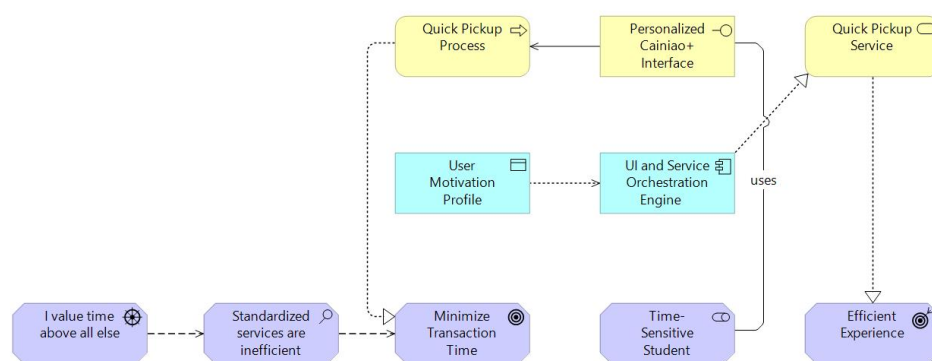 Quick Pickup
Process
Personalized
Cainiao+
Interface
Quick Pickup
Service
User
Motivation
Profile
UI and Service
Orchestration
Engine
uses
I value time
above all else
Standardized
services are
inefficient
Minimize
Transaction
Time
Time-
Sensitive
Student
Efficient
Experience